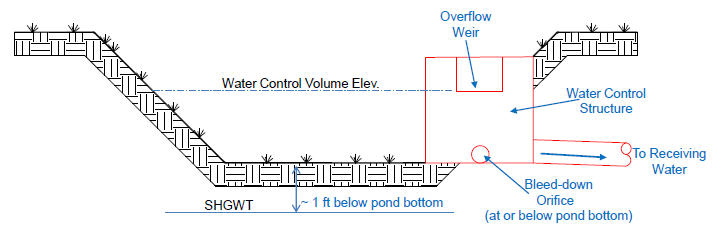 Overflow
Weir
Water Control Volume Elev.
Water Control
Structure
To Receiving
Water
Bleed-down
Orifice
(at or below pond bottom)
SHGWT
~ 1 ft below pond bottom